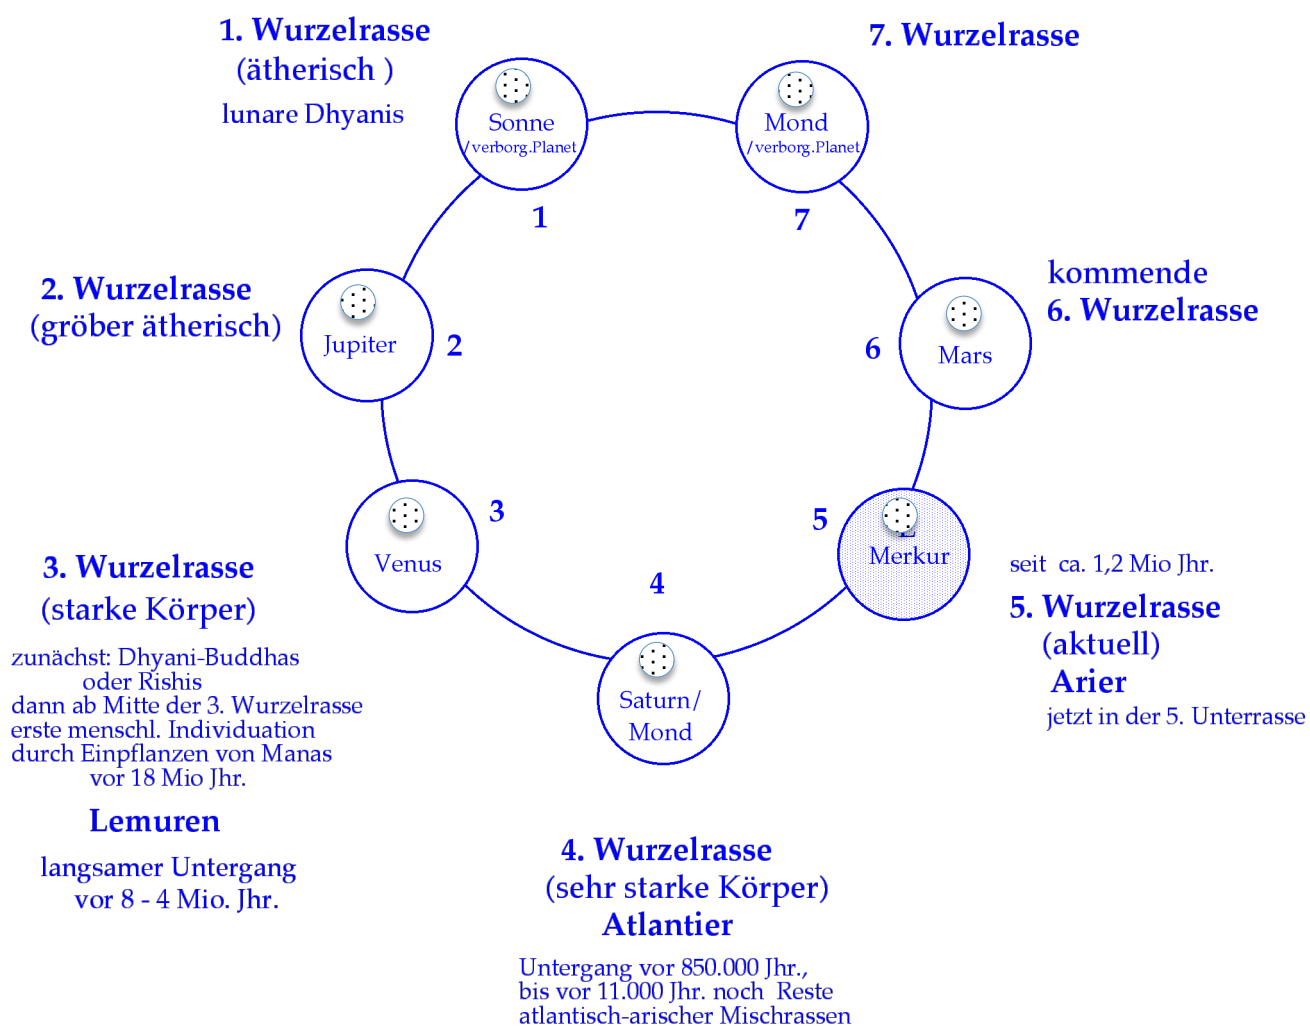 1. Wurzelrasse
(ätherisch )
lunare Dhyanis
7. Wurzelrasse
Sonne
/verborg.Planet
1
Mond
/verborg.Planet
7
2. Wurzelrasse
(gröber ätherisch)
Jupiter
2
kommende
6. Wurzelrasse
6
Mars
Venus
3
5
Merkur
4
Saturn/
Mond
3. Wurzelrasse
(starke Körper)
zunächst: Dhyani-Buddhas
oder Rishis
dann ab Mitte der 3. Wurzelrasse
erste menschl. Individuation
durch Einpflanzen von Manas
vor 18 Mio Jhr.
Lemuren
langsamer Untergang
vor 8 - 4 Mio. Jhr.
seit ca. 1,2 Mio Jhr.
5. Wurzelrasse
(aktuell)
Arier
jetzt in der 5. Unterrasse
4. Wurzelrasse
(sehr starke Körper)
Atlantier
Untergang vor 850.000 Jhr.,
bis vor 11.000 Jhr. noch Reste
atlantisch-arischer Mischrassen